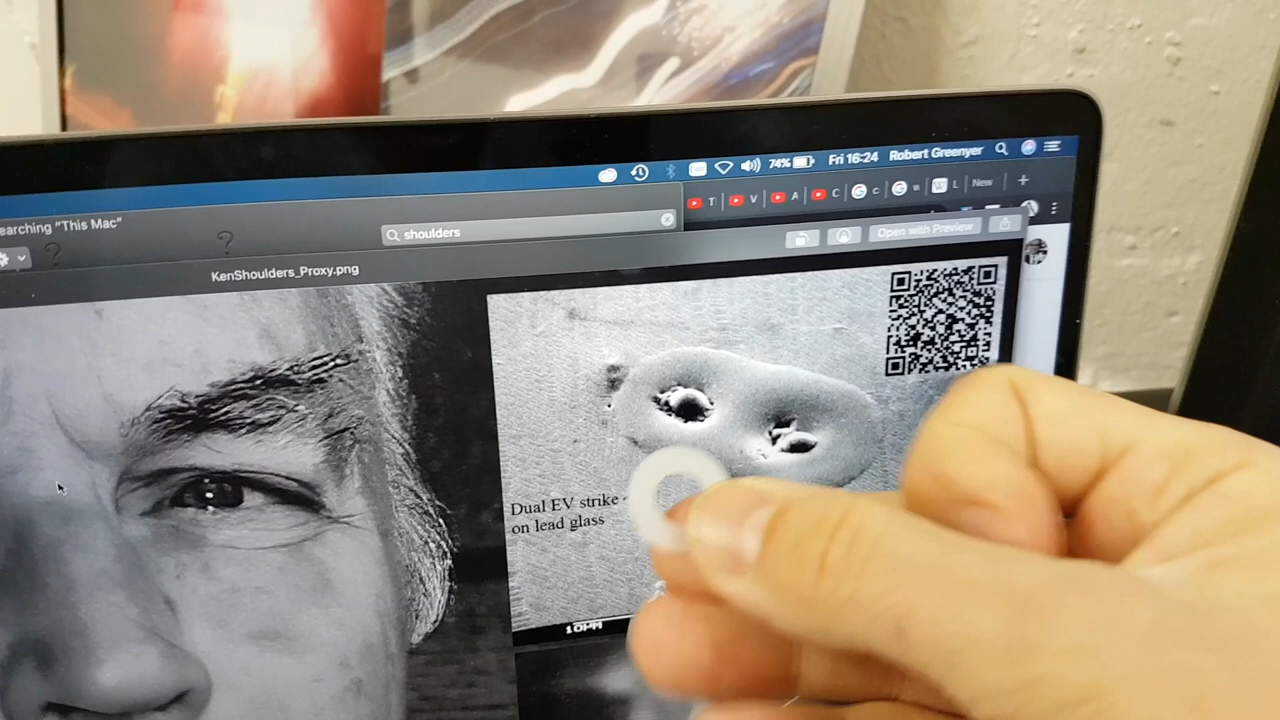 74% Fri 16:24 Robert Greenyer
earching "This Mac"
shoulders
T V A C C L New
KenShoulders_Proxy.png
Open with Preview
Dual EV strike
on lead glass
10PM